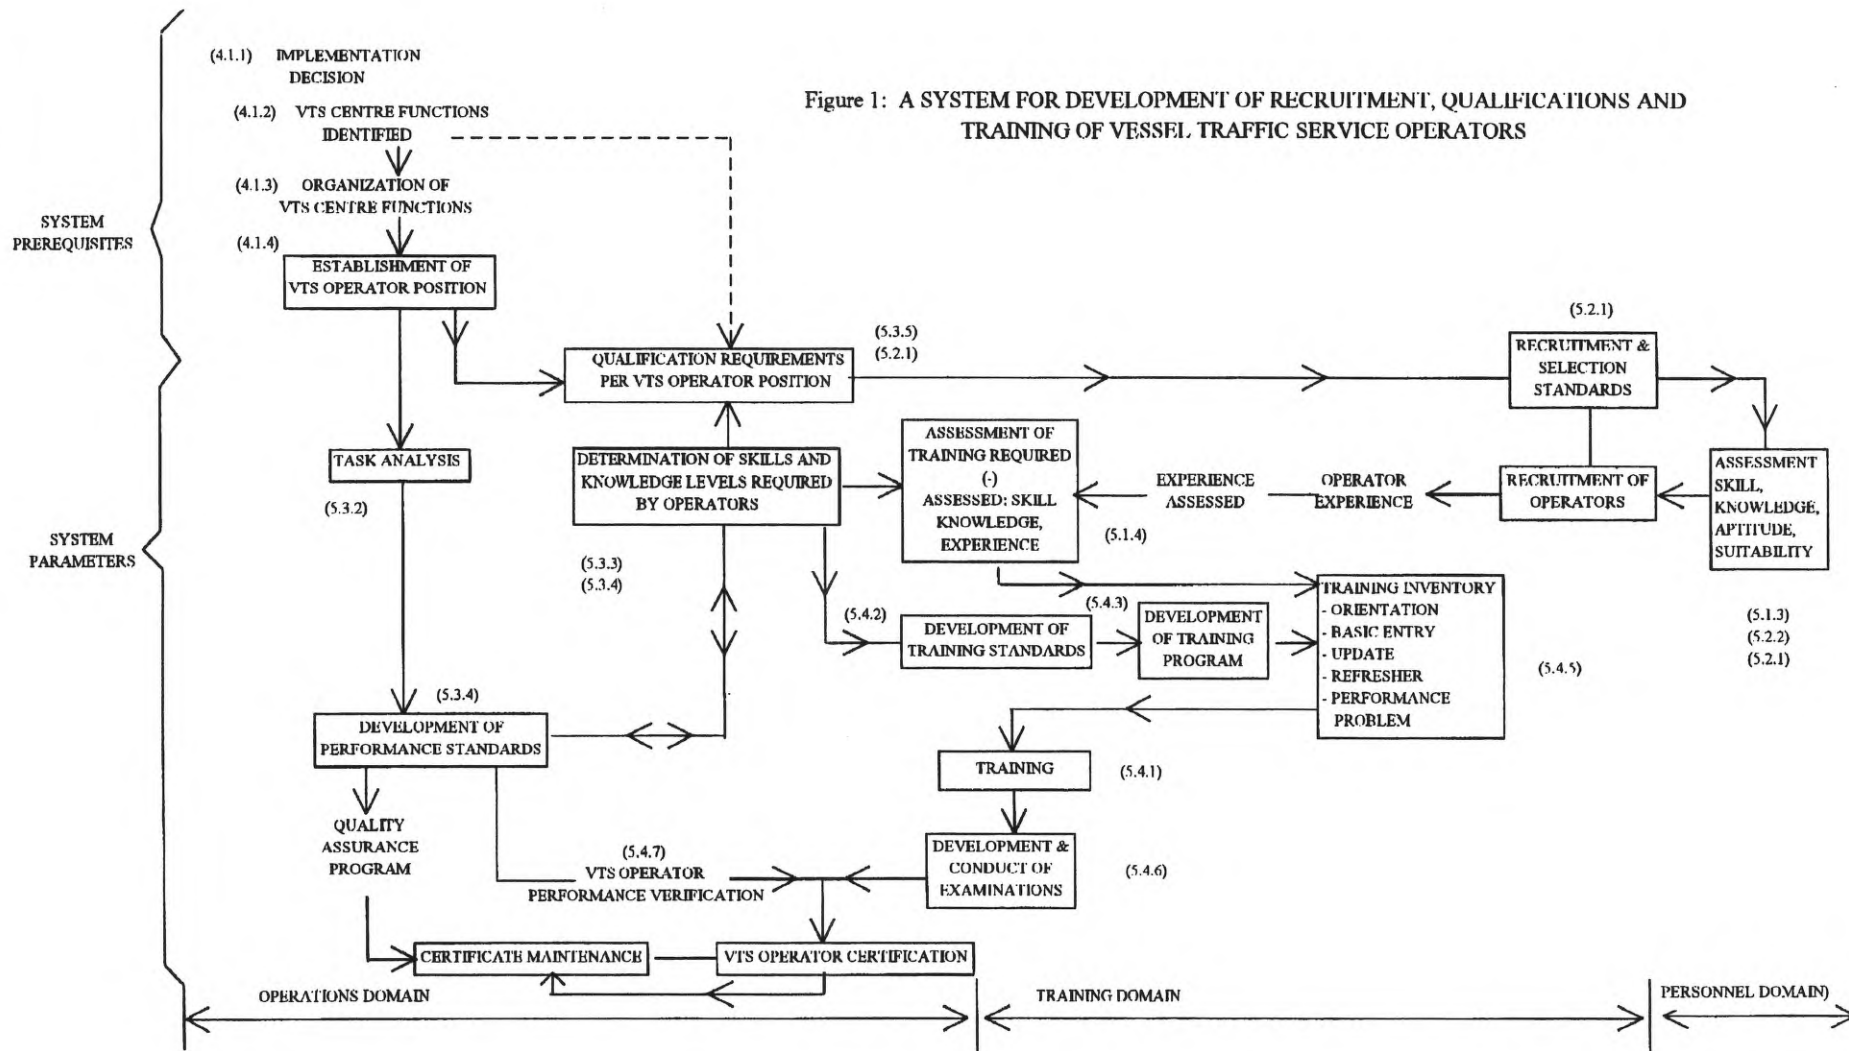 (4.1.1) IMPLEMENTATION
DECISION
(4.1.2) VTS CENTRE FUNCTIONS
IDENTIFIED
Figure 1: A SYSTEM FOR DEVELOPMENT OF RECRUITMENT, QUALIFICATIONS AND
TRAINING OF VESSEL TRAFFIC SERVICE OPERATORS
(4.1.3) ORGANIZATION OF
VTS CENTRE FUNCTIONS
SYSTEM
PREREQUISITES
(4.1.4)
ESTABLISHMENT OF
VTS OPERATOR POSITION
QUALIFICATION REQUIREMENTS
PER VTS OPERATOR POSITION
(5.3.5)
(5.2.1)
(5.2.1)
RECRUITMENT &
SELECTION
STANDARDS
TASK ANALYSIS
(5.3.2)
DETERMINATION OF SKILLS AND
KNOWLEDGE LEVELS REQUIRED
BY OPERATORS
ASSESSMENT OF
TRAINING REQUIRED
(-)
ASSESSED: SKILL
KNOWLEDGE,
EXPERIENCE
EXPERIENCE
ASSESSED
OPERATOR
EXPERIENCE
RECRUITMENT OF
OPERATORS
ASSESSMENT
SKILL,
KNOWLEDGE,
APTITUDE,
SUITABILITY
SYSTEM
PARAMETERS
(5.3.3)
(5.3.4)
(5.1.4)
(5.4.2)
DEVELOPMENT OF
TRAINING STANDARDS
(5.4.3)
DEVELOPMENT
OF TRAINING
PROGRAM
TRAINING INVENTORY
- ORIENTATION
- BASIC ENTRY
- UPDATE
- REFRESHER
- PERFORMANCE
PROBLEM
(5.4.5)
(5.1.3)
(5.2.2)
(5.2.1)
(5.3.4)
DEVELOPMENT OF
PERFORMANCE STANDARDS
TRAINING
(5.4.1)
QUALITY
ASSURANCE
PROGRAM
(5.4.7)
VTS OPERATOR
PERFORMANCE VERIFICATION
DEVELOPMENT &
CONDUCT OF
EXAMINATIONS
(5.4.6)
CERTIFICATE MAINTENANCE
VTS OPERATOR CERTIFICATION
OPERATIONS DOMAIN
TRAINING DOMAIN
PERSONNEL DOMAIN)